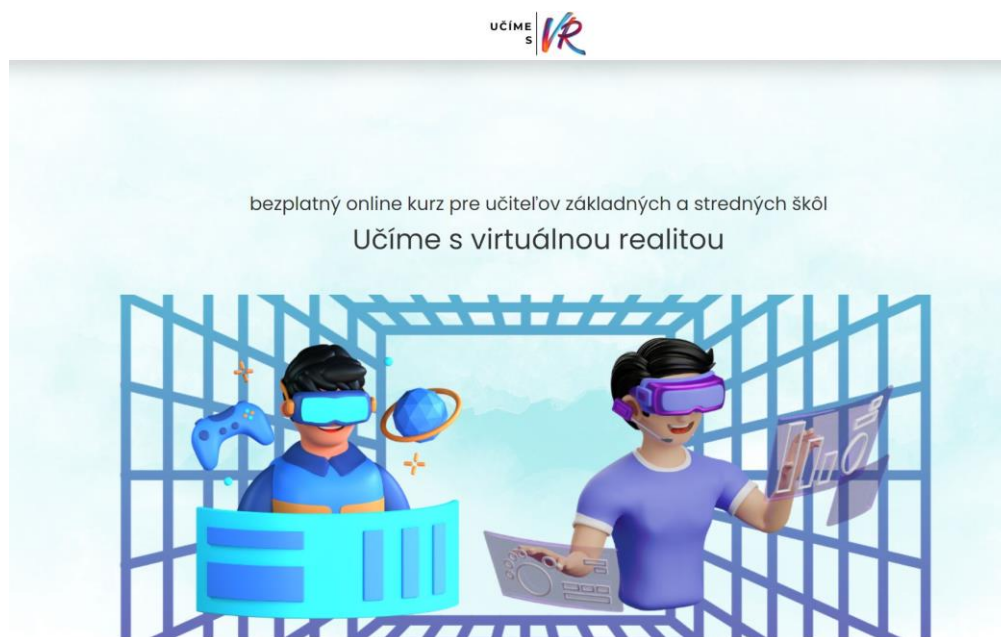 UČÍME
S
VR
bezplatný online kurz pre učiteľov základných a stredných škôl
Učíme s virtuálnou realitou